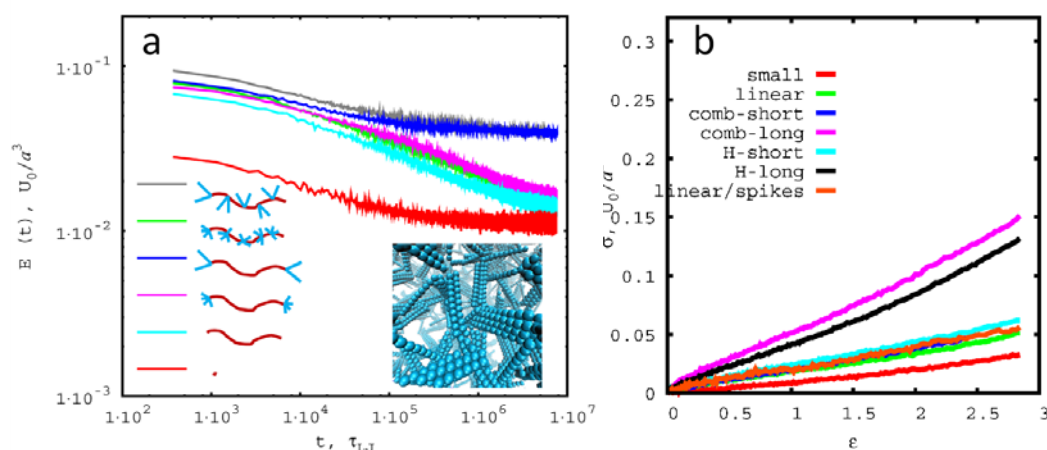 a
E (t), U₀/a³
1·10⁻¹
1·10⁻²
1·10⁻³
1·10² 1·10³ 1·10⁴ 1·10⁵ 1·10⁶ 1·10⁷
b
0.3
0.25
0.2
0.15
0.1
0.05
0
small
linear
comb-short
comb-long
H-short
H-long
linear/spikes
0 0.5 1 1.5 2 2.5 3
ε